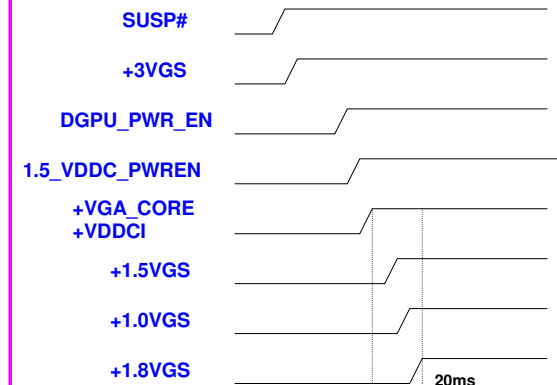 SUSP#
+3VGS
DGPU_PWR_EN
1.5_VDDC_PWREN
+VGA_CORE
+VDDCI
+1.5VGS
+1.0VGS
+1.8VGS
20ms